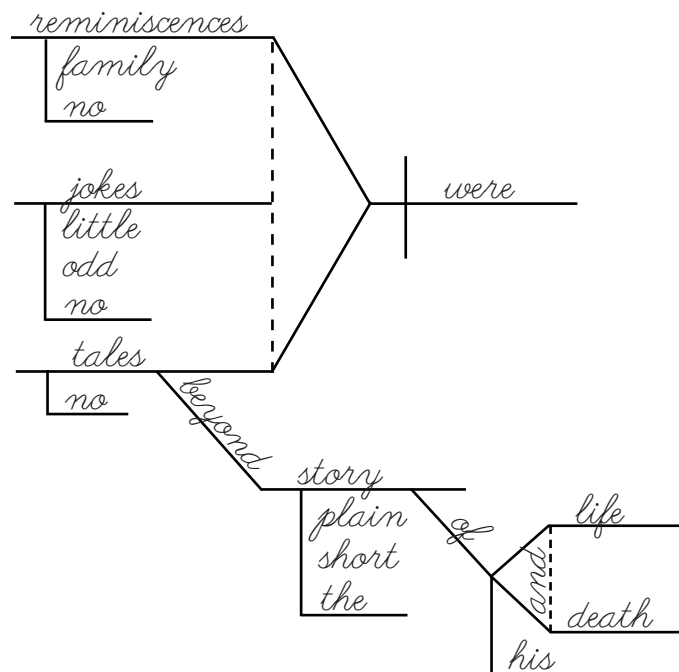 reminiscences
family
no
jokes
little
odd
no
were
tales
no
beyond
story
plain
short
the
of
and
life
death
his